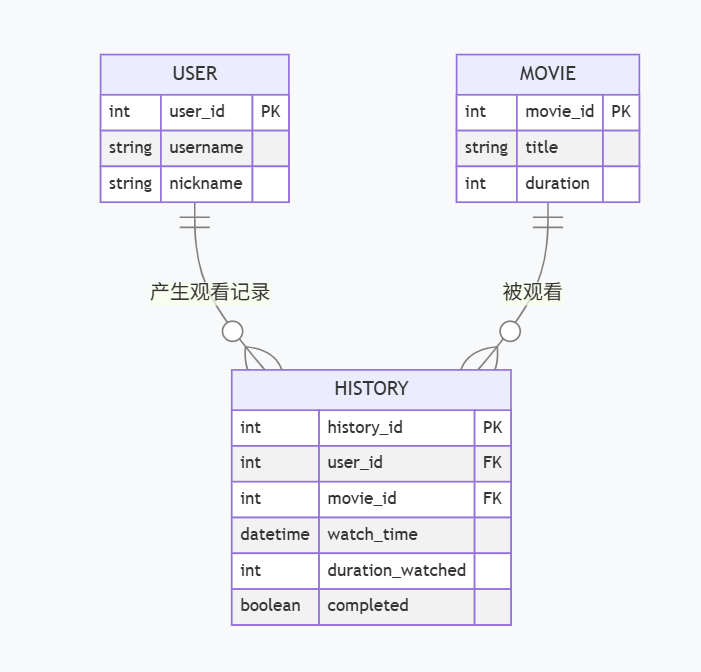 USER
int user_id PK
string username
string nickname
MOVIE
int movie_id PK
string title
int duration
产生观看记录
被观看
HISTORY
int history_id PK
int user_id FK
int movie_id FK
datetime watch_time
int duration_watched
boolean completed